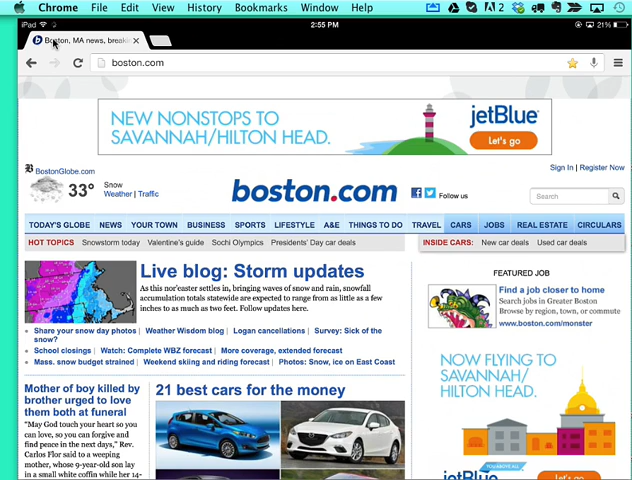 Chrome File Edit View History Bookmarks Window Help
iPad 2:55 PM 21%
Boston, MA news, breaki
boston.com
NEW NONSTOPS TO
SAVANNAH/HILTON HEAD.
jetBlue
Let's go
BostonGlobe.com
Sign In | Register Now
33° Snow
Weather | Traffic
boston.com
Follow us
Search
TODAY'S GLOBE NEWS YOUR TOWN BUSINESS SPORTS LIFESTYLE A&E THINGS TO DO TRAVEL CARS JOBS REAL ESTATE CIRCULARS
HOT TOPICS Snowstorm today Valentine's guide Sochi Olympics Presidents' Day car deals INSIDE CARS: New car deals Used car deals
Live blog: Storm updates
As this nor'easter settles in, bringing waves of snow and rain, snowfall
accumulation totals statewide are expected to range from as little as a few
inches to as much as two feet. Follow updates here.
Share your snow day photos | Weather Wisdom blog | Logan cancellations | Survey: Sick of the
snow?
School closings | Watch: Complete WBZ forecast | More coverage, extended forecast
Mass. snow budget strained | Weekend skiing and riding forecast | Photos: Snow, ice on East Coast
FEATURED JOB
Find a job closer to home
Search jobs in Greater Boston
Browse by region, town, or commute
www.boston.com/monster
Mother of boy killed by
brother urged to love
them both at funeral
"May God touch your heart so you
can love, so you can forgive and
find peace in the next days," Rev.
Carlos Flor said to a weeping
mother, whose 9-year-old son lay
in a small white coffin while her 14-
21 best cars for the money
NOW FLYING TO
SAVANNAH/
HILTON HEAD.
jetBlue
YOU ABOVE ALL
Let's go